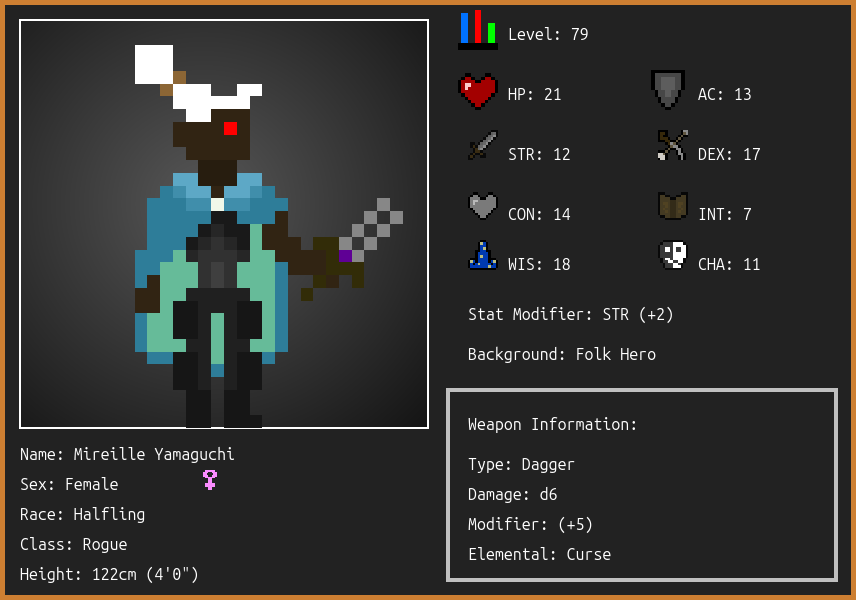 Level: 79
HP: 21
AC: 13
STR: 12
DEX: 17
CON: 14
INT: 7
WIS: 18
CHA: 11
Stat Modifier: STR (+2)
Background: Folk Hero
Weapon Information:
Type: Dagger
Damage: d6
Modifier: (+5)
Elemental: Curse
Name: Mireille Yamaguchi
Sex: Female
Race: Halfling
Class: Rogue
Height: 122cm (4'0")